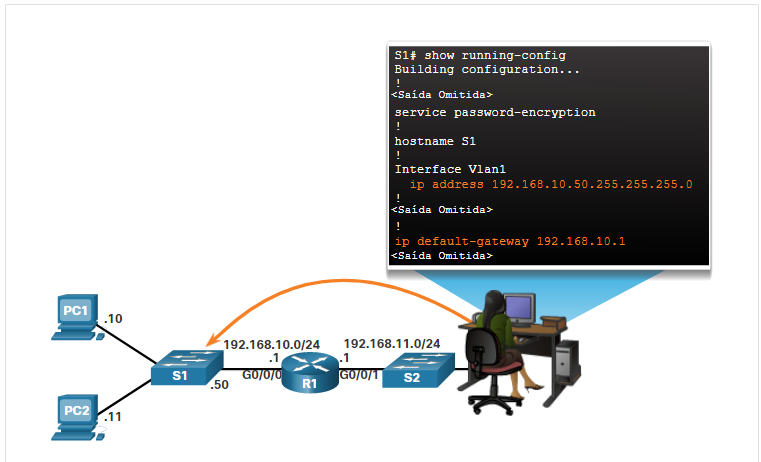 S1# show running-config
Building configuration...
!
<Saída Omitida>
service password-encryption
!
hostname S1
!
Interface Vlan1
ip address 192.168.10.50.255.255.255.0
!
<Saída Omitida>
!
ip default-gateway 192.168.10.1
<Saída Omitida>
PC1
.10
192.168.10.0/24
192.168.11.0/24
.1
.1
S1
.50
G0/0/0
R1
G0/0/1
S2
PC2
.11